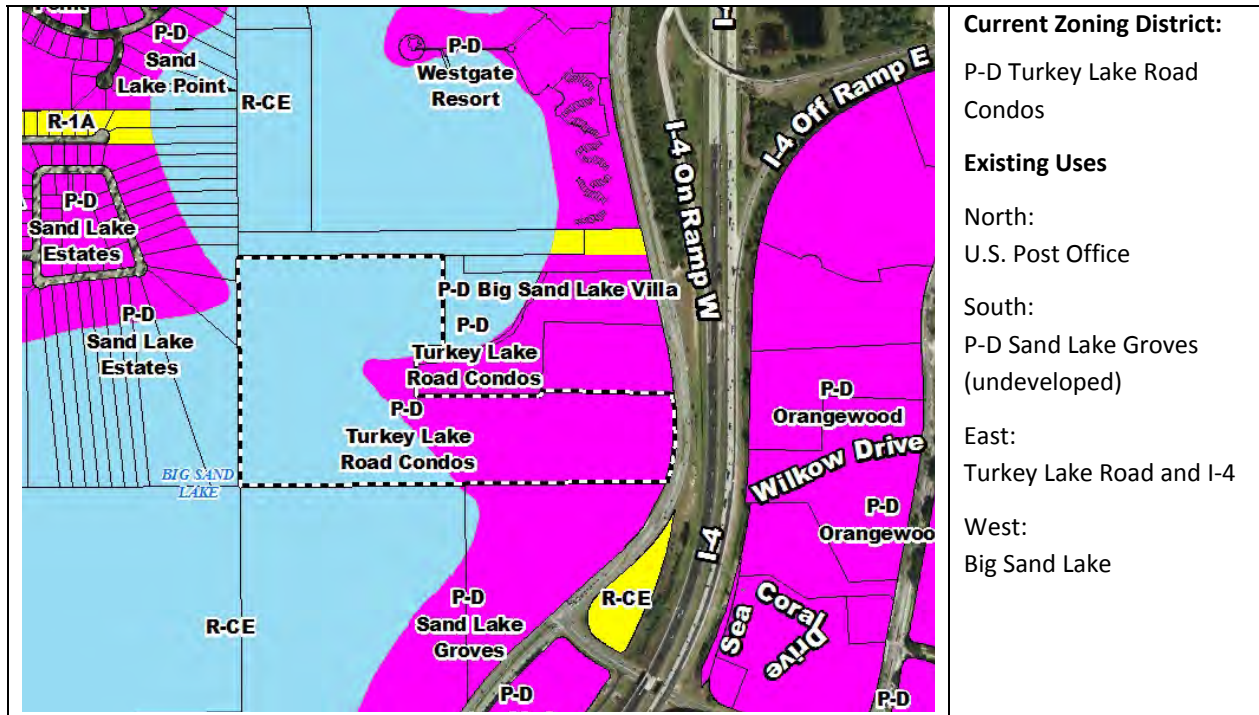 P-D
Sand
Lake Point
R-1A
P-D
Sand Lake
Estates
P-D
Sand Lake
Estates
R-CE
P-D
Westgate
Resort
P-D Big Sand Lake Villa
P-D
Turkey Lake
Road Condos
P-D
Turkey Lake
Road Condos
BIG SAND
LAKE
R-CE
P-D
Sand Lake
Groves
P-D
R-CE
I-4 On Ramp W
I-4
I-4 Off Ramp E
P-D
Orangewood
Wilkow Drive
P-D
Orangewoo
Sea Coral Drive
P-D
Current Zoning District:
P-D Turkey Lake Road
Condos
Existing Uses
North:
U.S. Post Office
South:
P-D Sand Lake Groves
(undeveloped)
East:
Turkey Lake Road and I-4
West:
Big Sand Lake